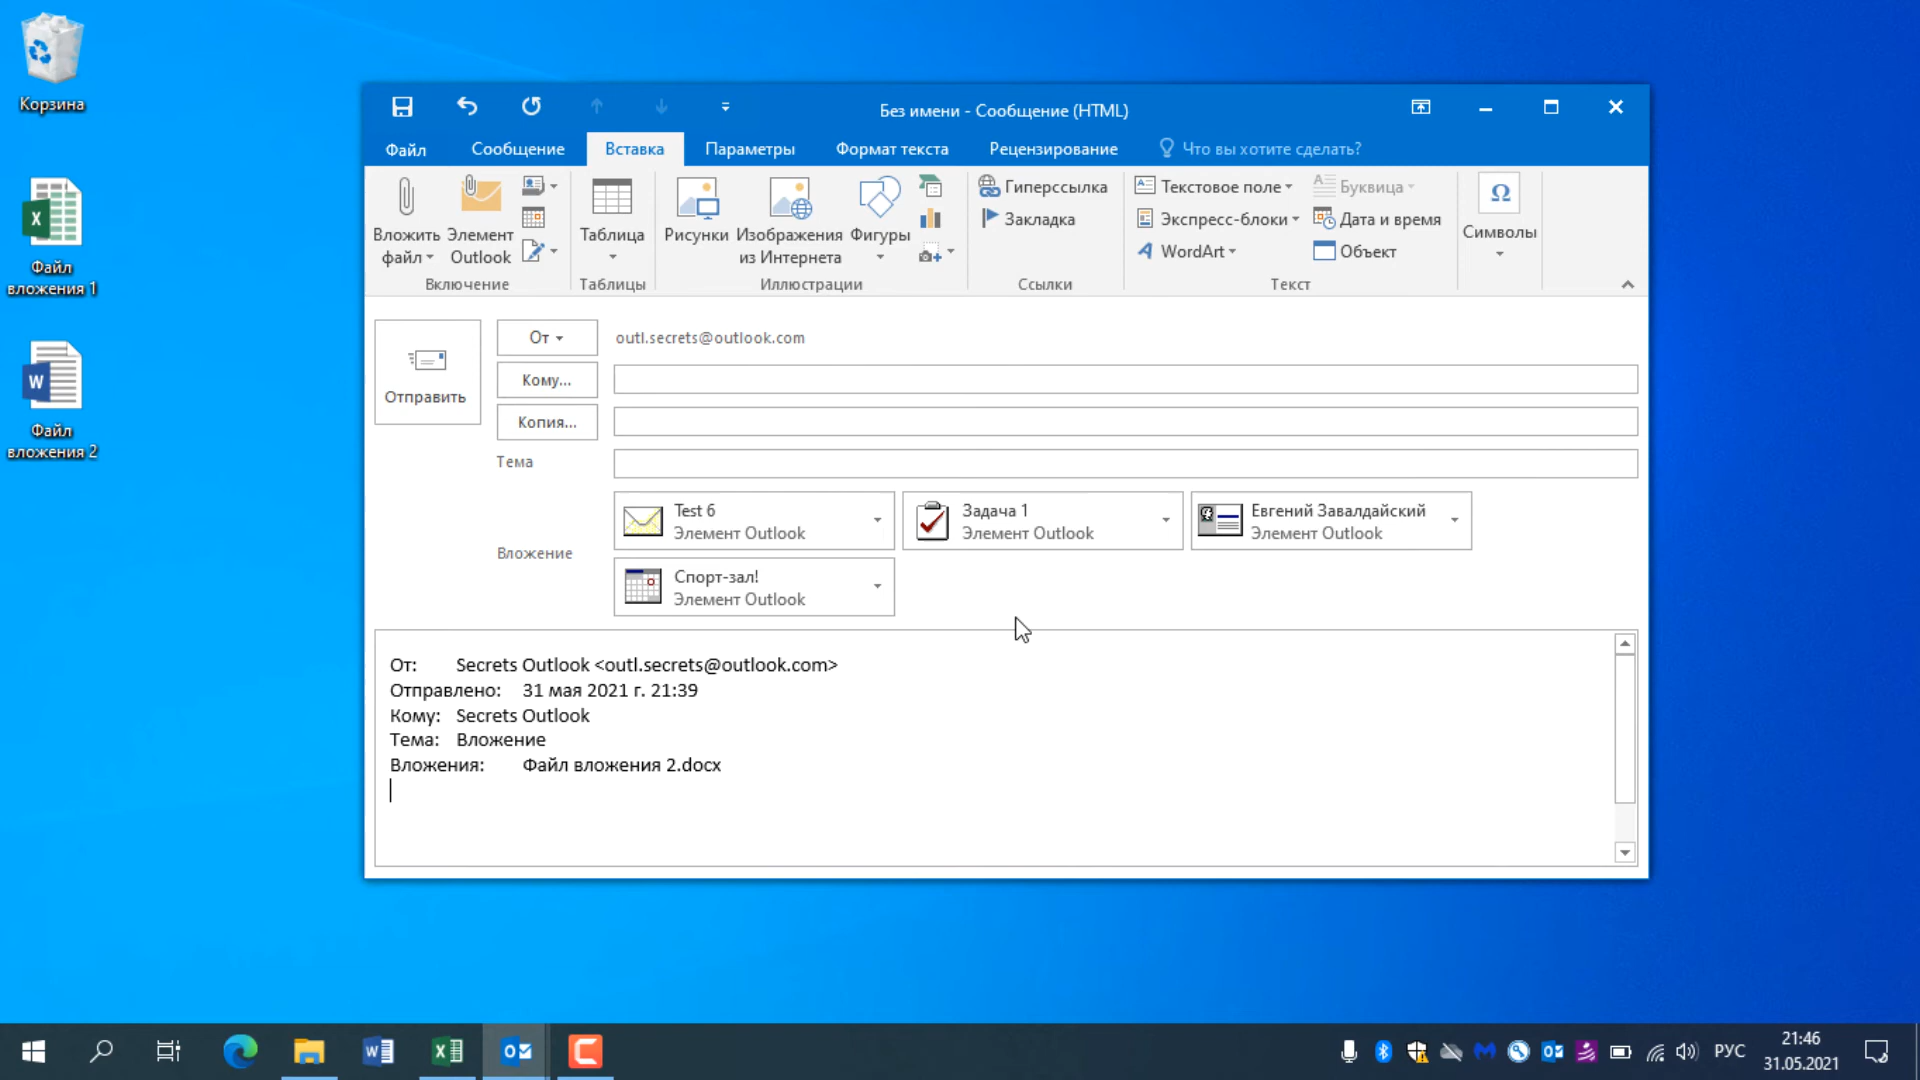 Корзина
Файл
вложения 1
Файл
вложения 2
Без имени - Сообщение (HTML)
Файл
Сообщение
Вставка
Параметры
Формат текста
Рецензирование
Что вы хотите сделать?
Вложить
файл
Элемент
Outlook
Включение
Таблица
Таблицы
Рисунки
Изображения
из Интернета
Фигуры
Иллюстрации
Гиперссылка
Закладка
Ссылки
Текстовое поле
Экспресс-блоки
WordArt
Буквица
Дата и время
Объект
Текст
Ω
Символы
Отправить
От
outl.secrets@outlook.com
Кому...
Копия...
Тема
Вложение
Test 6
Элемент Outlook
Задача 1
Элемент Outlook
Евгений Завалдайский
Элемент Outlook
Спорт-зал!
Элемент Outlook
От: Secrets Outlook <outl.secrets@outlook.com>
Отправлено: 31 мая 2021 г. 21:39
Кому: Secrets Outlook
Тема: Вложение
Вложения: Файл вложения 2.docx
РУС
21:46
31.05.2021